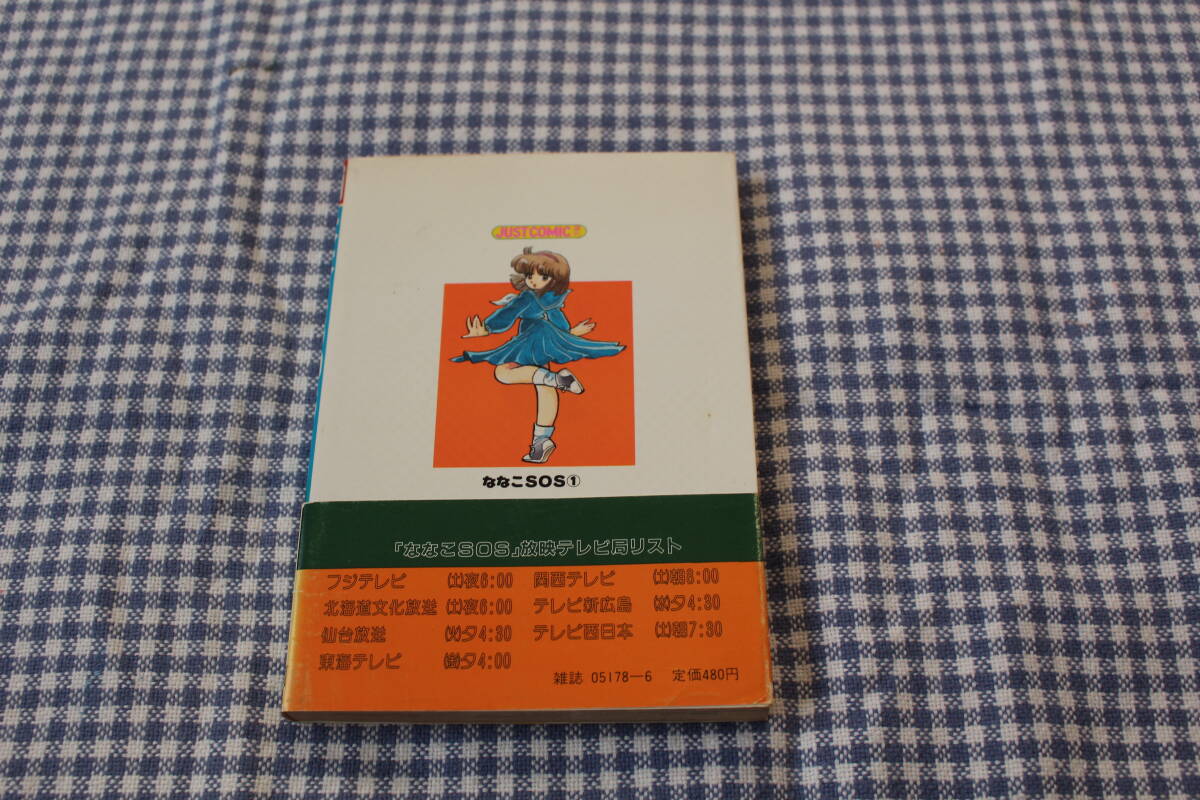 JUST COMIC
ななこSOS①
『ななこSOS』放映テレビ局リスト
フジテレビ ㈯夜6:00 関西テレビ ㈯朝8:00
北海道文化放送 ㈯夜6:00 テレビ新広島 ㈬夕4:30
仙台放送 ㈫夕4:30 テレビ西日本 ㈯朝7:30
東海テレビ ㈮夕4:00
雑誌 05178-6 定価480円